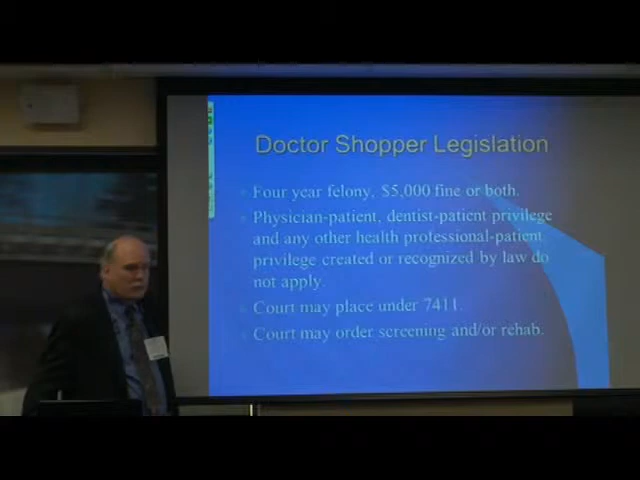 Doctor Shopper Legislation
Four year felony, $5,000 fine or both.
Physician-patient, dentist-patient privilege
and any other health professional-patient
privilege created or recognized by law do
not apply.
Court may place under 7411.
Court may order screening and/or rehab.